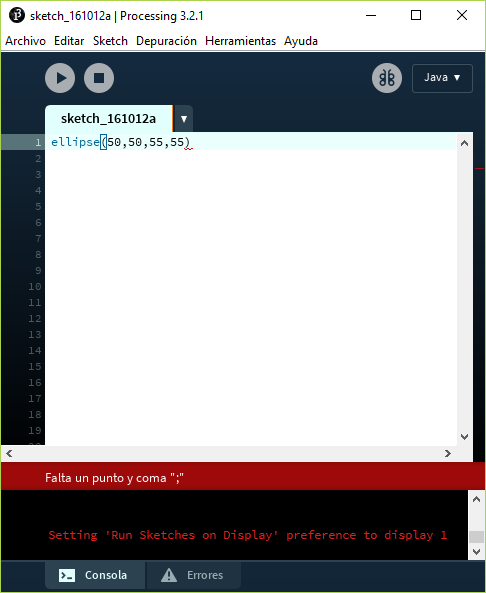 sketch_161012a | Processing 3.2.1
Archivo Editar Sketch Depuración Herramientas Ayuda
Java ▾
sketch_161012a ▾
1 ellipse(50,50,55,55)
2
3
4
5
6
7
8
9
10
11
12
13
14
15
16
17
18
19
Falta un punto y coma ";"
Setting 'Run Sketches on Display' preference to display 1
Consola Errores